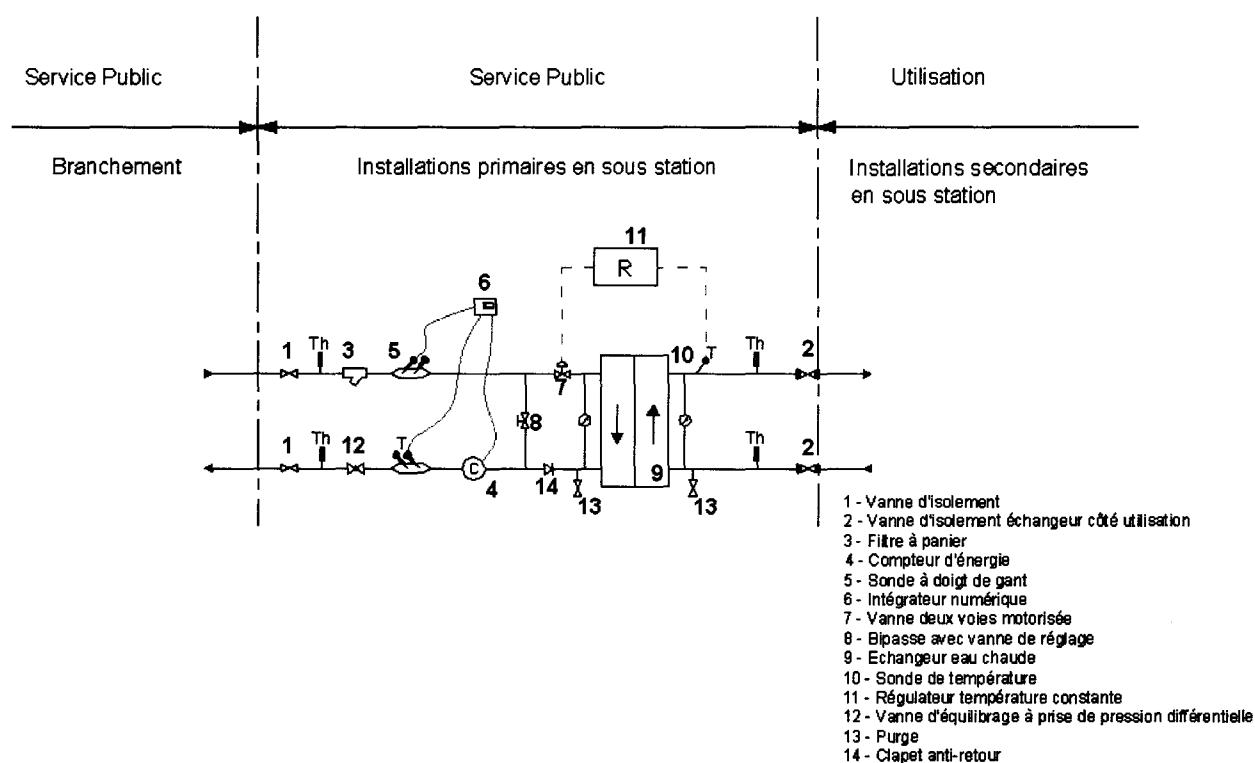 Service Public
Service Public
Utilisation
Branchement
Installations primaires en sous station
Installations secondaires
en sous station
11
R
6
Th
Th
1
3
5
10
T
2
7
8
Th
T
Th
1
12
C
4
14
9
2
13
13
1 - Vanne d'isolement
2 - Vanne d'isolement échangeur côté utilisation
3 - Filtre à panier
4 - Compteur d'énergie
5 - Sonde à doigt de gant
6 - Intégrateur numérique
7 - Vanne deux voies motorisée
8 - Bipasse avec vanne de réglage
9 - Echangeur eau chaude
10 - Sonde de température
11 - Régulateur température constante
12 - Vanne d'équilibrage à prise de pression différentielle
13 - Purge
14 - Clapet anti-retour